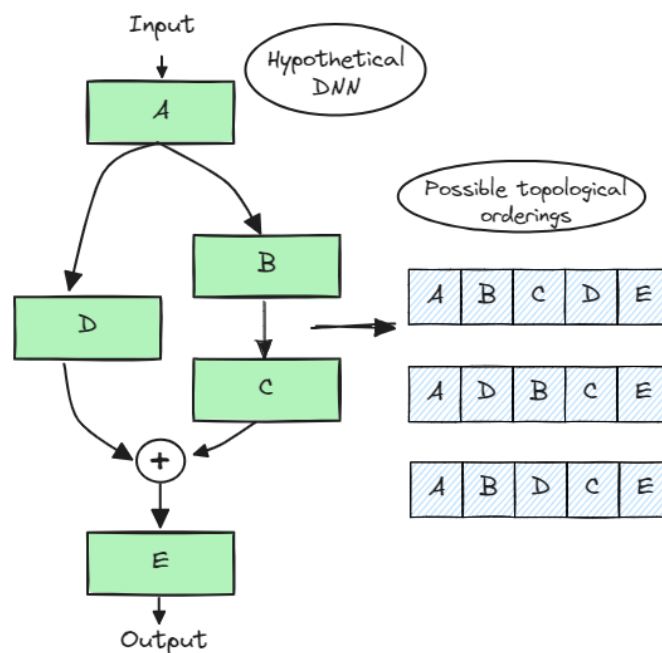 Input
Hypothetical
DNN
A
Possible topological
orderings
B
D
C
+
E
Output
A B C D E
A D B C E
A B D C E